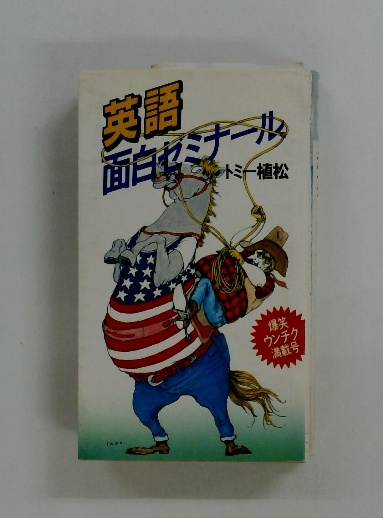 英語
面白セミナール
トミー植松
爆笑
ウンチク
満載号